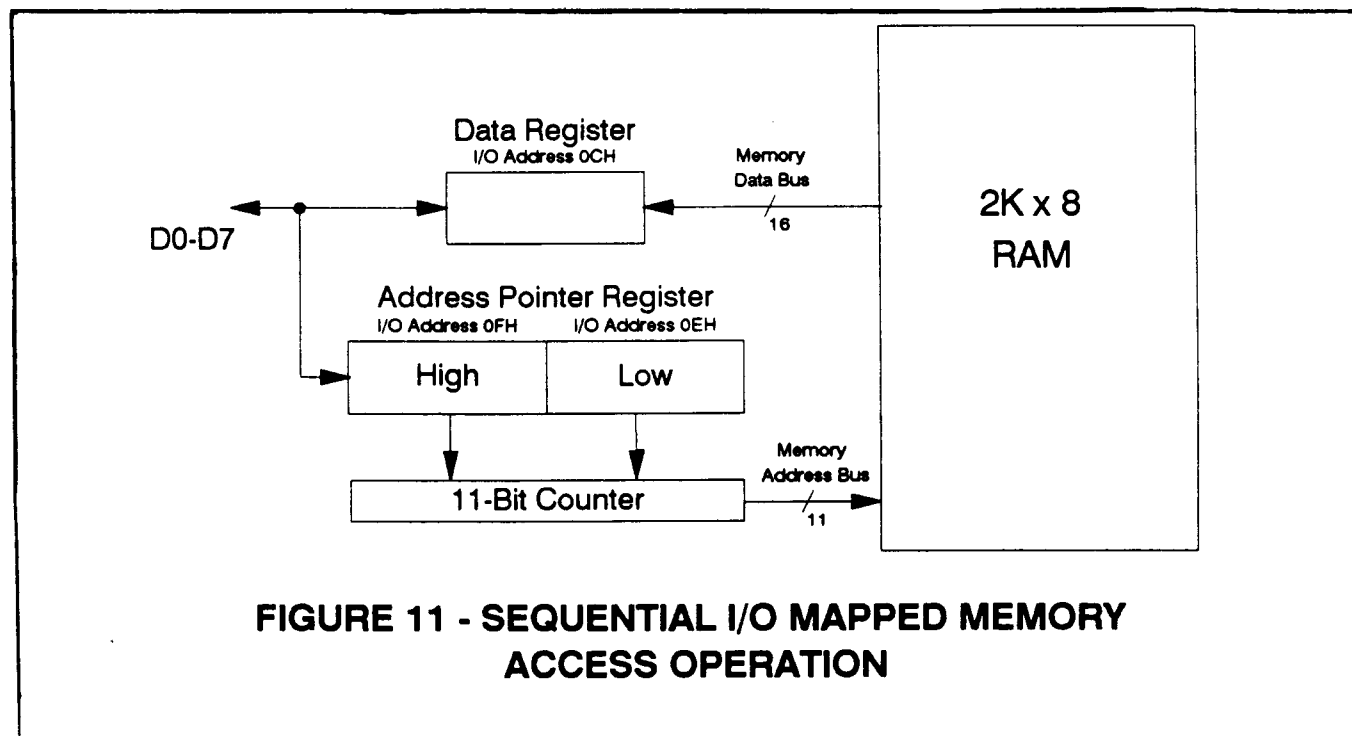 Data Register
I/O Address 0CH
Memory
Data Bus
16
2K x 8
RAM
D0-D7
Address Pointer Register
I/O Address 0FH
I/O Address 0EH
High
Low
11-Bit Counter
Memory
Address Bus
11
FIGURE 11 - SEQUENTIAL I/O MAPPED MEMORY
ACCESS OPERATION